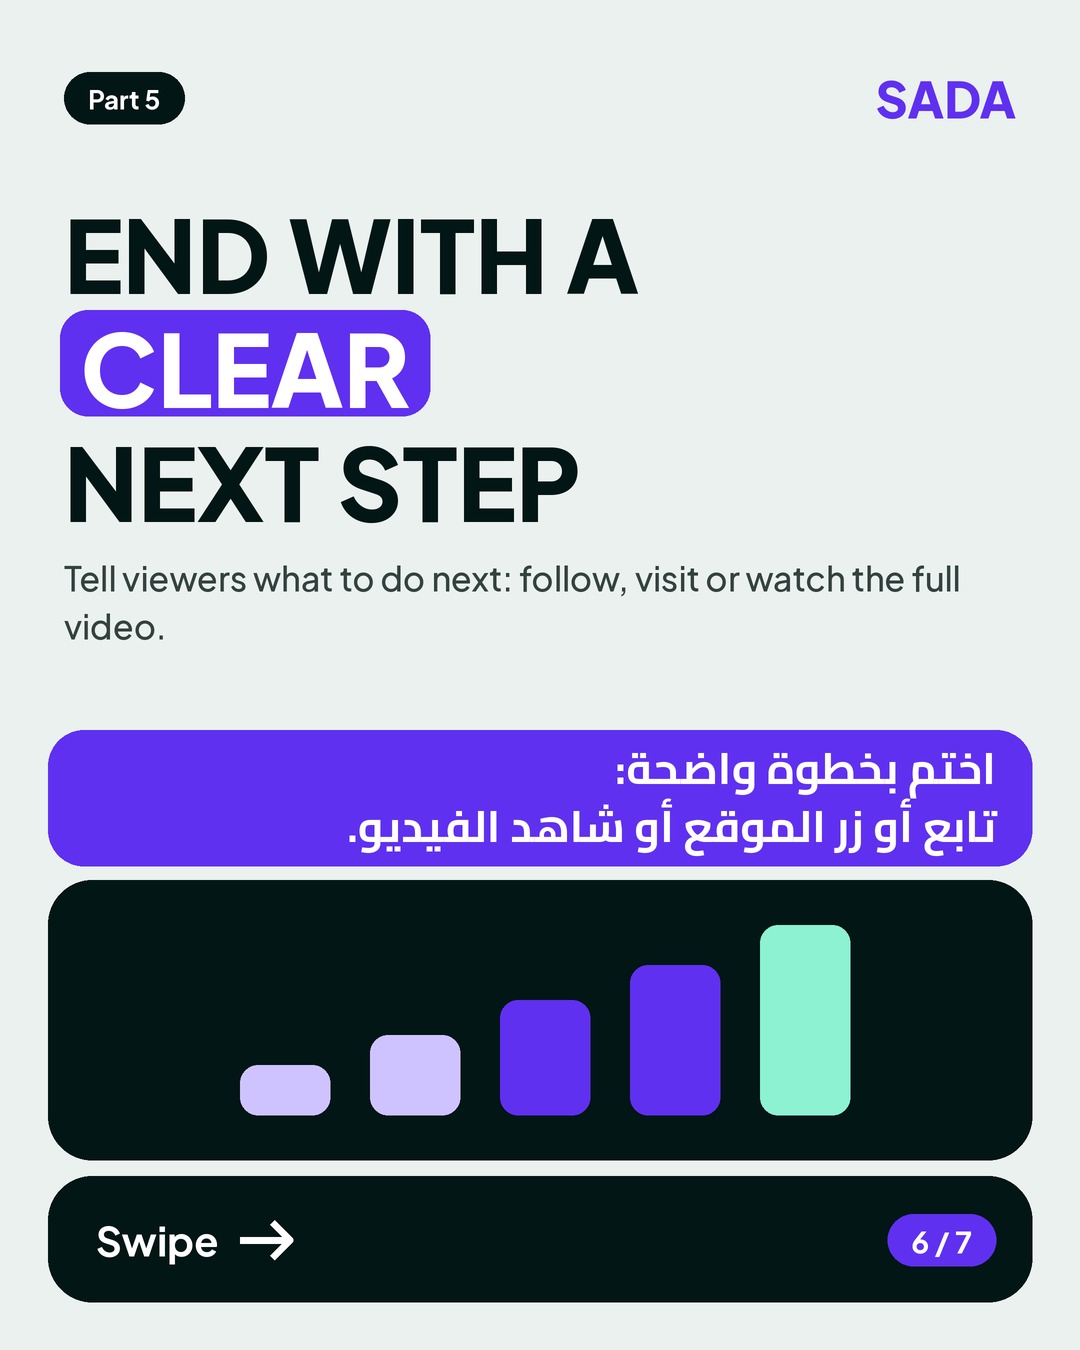 Part 5
SADA
END WITH A
CLEAR
NEXT STEP
Tell viewers what to do next: follow, visit or watch the full
video.
اختم بخطوة واضحة:
تابع أو زر الموقع أو شاهد الفيديو.
Swipe →
6 / 7